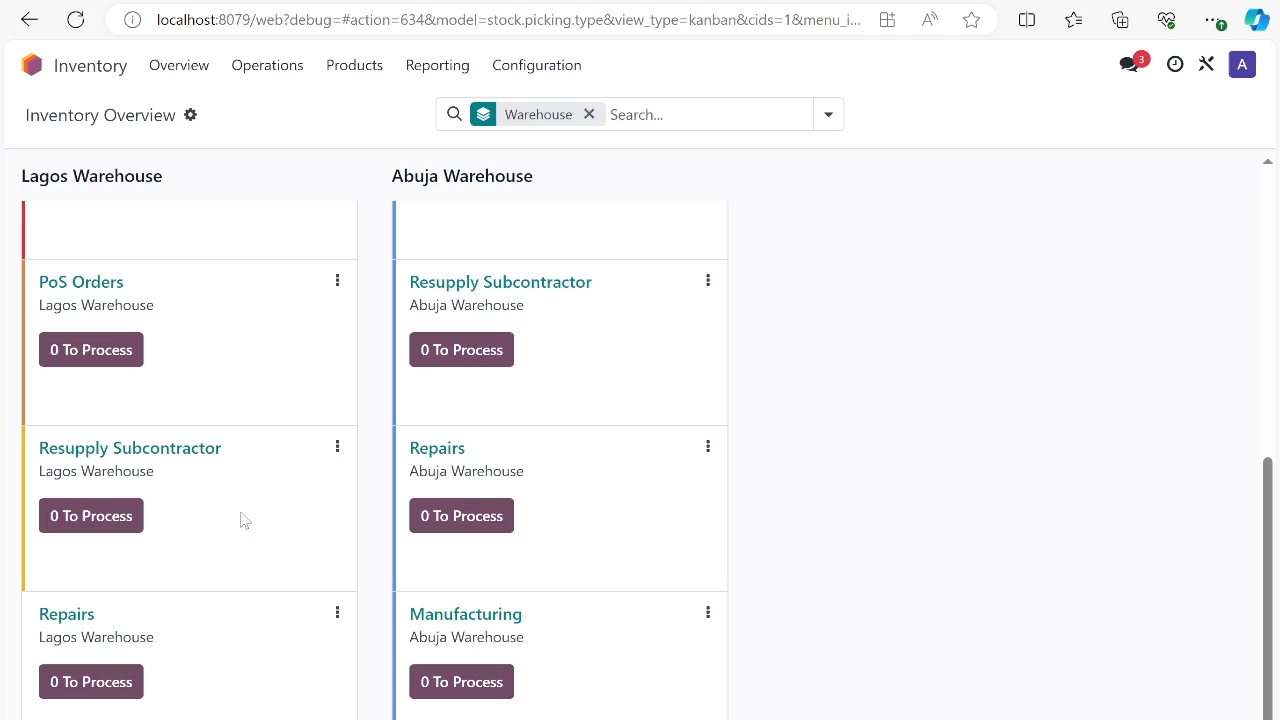 localhost:8079/web?debug=#action=634&model=stock.picking.type&view_type=kanban&cids=1&menu_i...
Inventory Overview Operations Products Reporting Configuration 3 A
Inventory Overview Warehouse Search...
Lagos Warehouse Abuja Warehouse
PoS Orders
Lagos Warehouse
0 To Process
Resupply Subcontractor
Abuja Warehouse
0 To Process
Resupply Subcontractor
Lagos Warehouse
0 To Process
Repairs
Abuja Warehouse
0 To Process
Repairs
Lagos Warehouse
0 To Process
Manufacturing
Abuja Warehouse
0 To Process